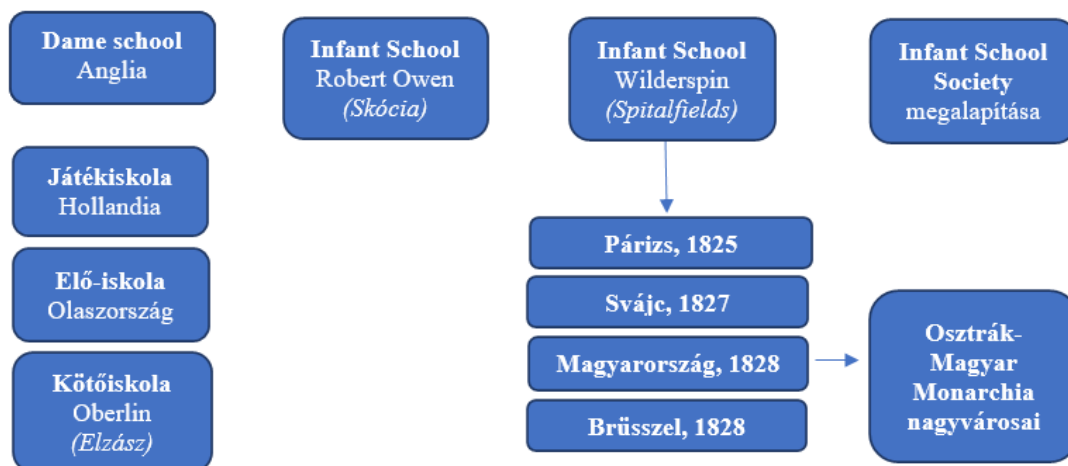 Dame school
Anglia
Infant School
Robert Owen
(Skócia)
Infant School
Wilderspin
(Spitalfields)
Infant School
Society
megalapítása
Játékiskola
Hollandia
Elő-iskola
Olaszország
Kötőiskola
Oberlin
(Elzász)
Párizs, 1825
Svájc, 1827
Magyarország, 1828
Brüsszel, 1828
Osztrák-
Magyar
Monarchia
nagyvárosai